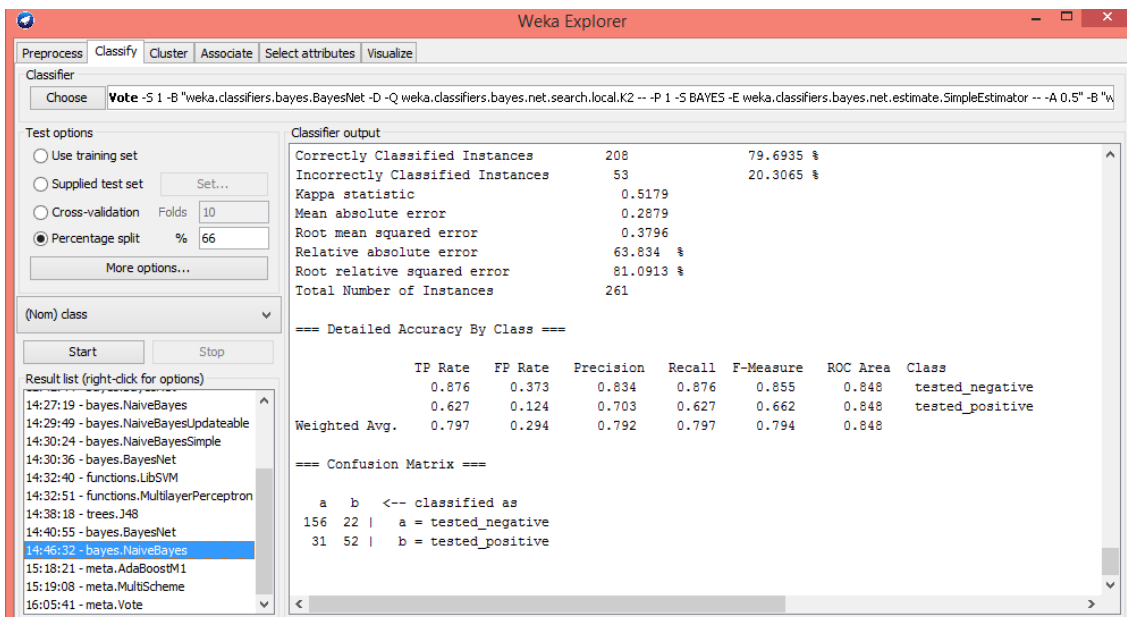 Weka Explorer
Preprocess Classify Cluster Associate Select attributes Visualize
Classifier
Choose Vote -S 1 -B "weka.classifiers.bayes.BayesNet -D -Q weka.classifiers.bayes.net.search.local.K2 -- -P 1 -S BAYES -E weka.classifiers.bayes.net.estimate.SimpleEstimator -- -A 0.5" -B "w
Test options
Use training set
Supplied test set Set...
Cross-validation Folds 10
Percentage split % 66
More options...
(Nom) class
Start Stop
Result list (right-click for options)
14:27:19 - bayes.NaiveBayes
14:29:49 - bayes.NaiveBayesUpdateable
14:30:24 - bayes.NaiveBayesSimple
14:30:36 - bayes.BayesNet
14:32:40 - functions.LibSVM
14:32:51 - functions.MultilayerPerceptron
14:38:18 - trees.J48
14:40:55 - bayes.BayesNet
14:46:32 - bayes.NaiveBayes
15:18:21 - meta.AdaBoostM1
15:19:08 - meta.MultiScheme
16:05:41 - meta.Vote
Classifier output
Correctly Classified Instances 208 79.6935 %
Incorrectly Classified Instances 53 20.3065 %
Kappa statistic 0.5179
Mean absolute error 0.2879
Root mean squared error 0.3796
Relative absolute error 63.834 %
Root relative squared error 81.0913 %
Total Number of Instances 261
=== Detailed Accuracy By Class ===
TP Rate FP Rate Precision Recall F-Measure ROC Area Class
0.876 0.373 0.834 0.876 0.855 0.848 tested_negative
0.627 0.124 0.703 0.627 0.662 0.848 tested_positive
Weighted Avg. 0.797 0.294 0.792 0.797 0.794 0.848
=== Confusion Matrix ===
a b <-- classified as
156 22 | a = tested_negative
31 52 | b = tested_positive